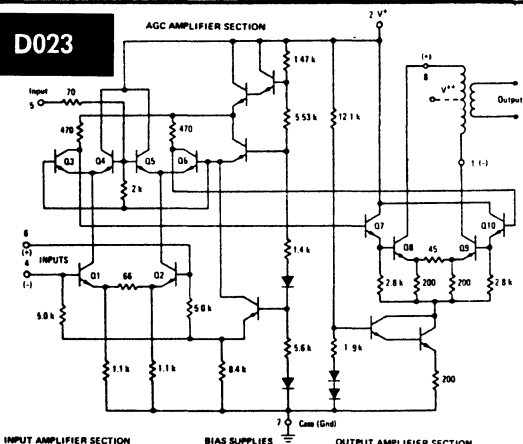 D023
AGC AMPLIFIER SECTION
2 V+
1.47 k
(+)
8
Input
5
70
V++
Output
5.53 k
12.1 k
470
470
Q3
Q4
Q5
Q6
1 (-)
2 k
Q7
Q10
Q8
45
Q9
6
(+)
INPUTS
4
(-)
1.4 k
Q1
66
Q2
2.8 k
200
200
2.8 k
5.0 k
5.0 k
1.1 k
1.1 k
8.4 k
5.6 k
1.9k
200
7
Case (Gnd)
INPUT AMPLIFIER SECTION
BIAS SUPPLIES
OUTPUT AMPLIFIER SECTION